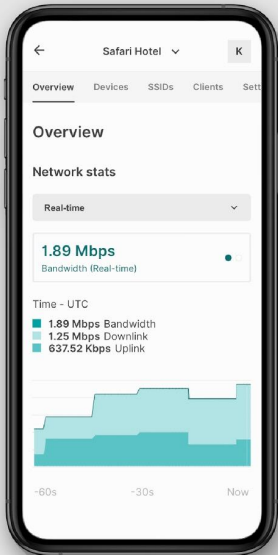 Safari Hotel
K
Overview Devices SSIDs Clients Sett
Overview
Network stats
Real-time
1.89 Mbps
Bandwidth (Real-time)
Time - UTC
1.89 Mbps Bandwidth
1.25 Mbps Downlink
637.52 Kbps Uplink
-60s -30s Now